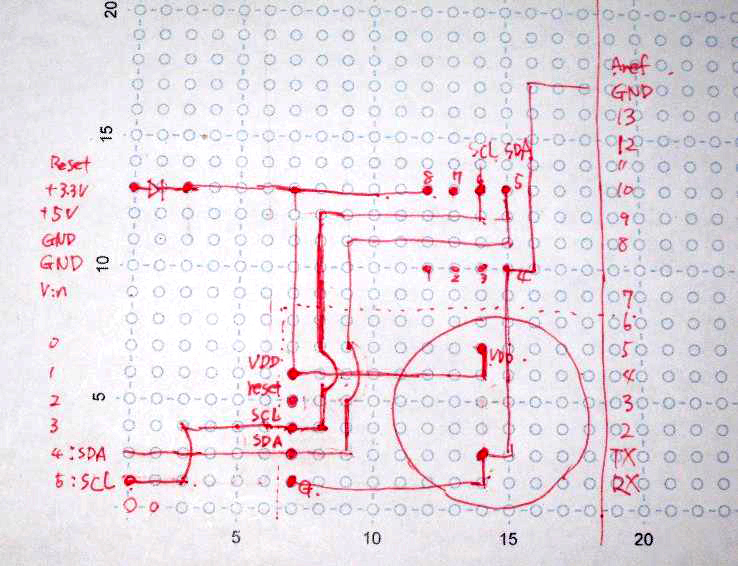 20
15
10
5
5 10 15 20
Reset
+3.3V
+5V
GND
GND
Vin
0
1
2
3
4:SDA
5:SCL
0
SCL SDA
8 7 6 5
1 2 3 4
VDD
reset
SCL
SDA
G.
VDD
Aref
GND
13
12
11
10
9
8
7
6
5
4
3
2
TX
RX